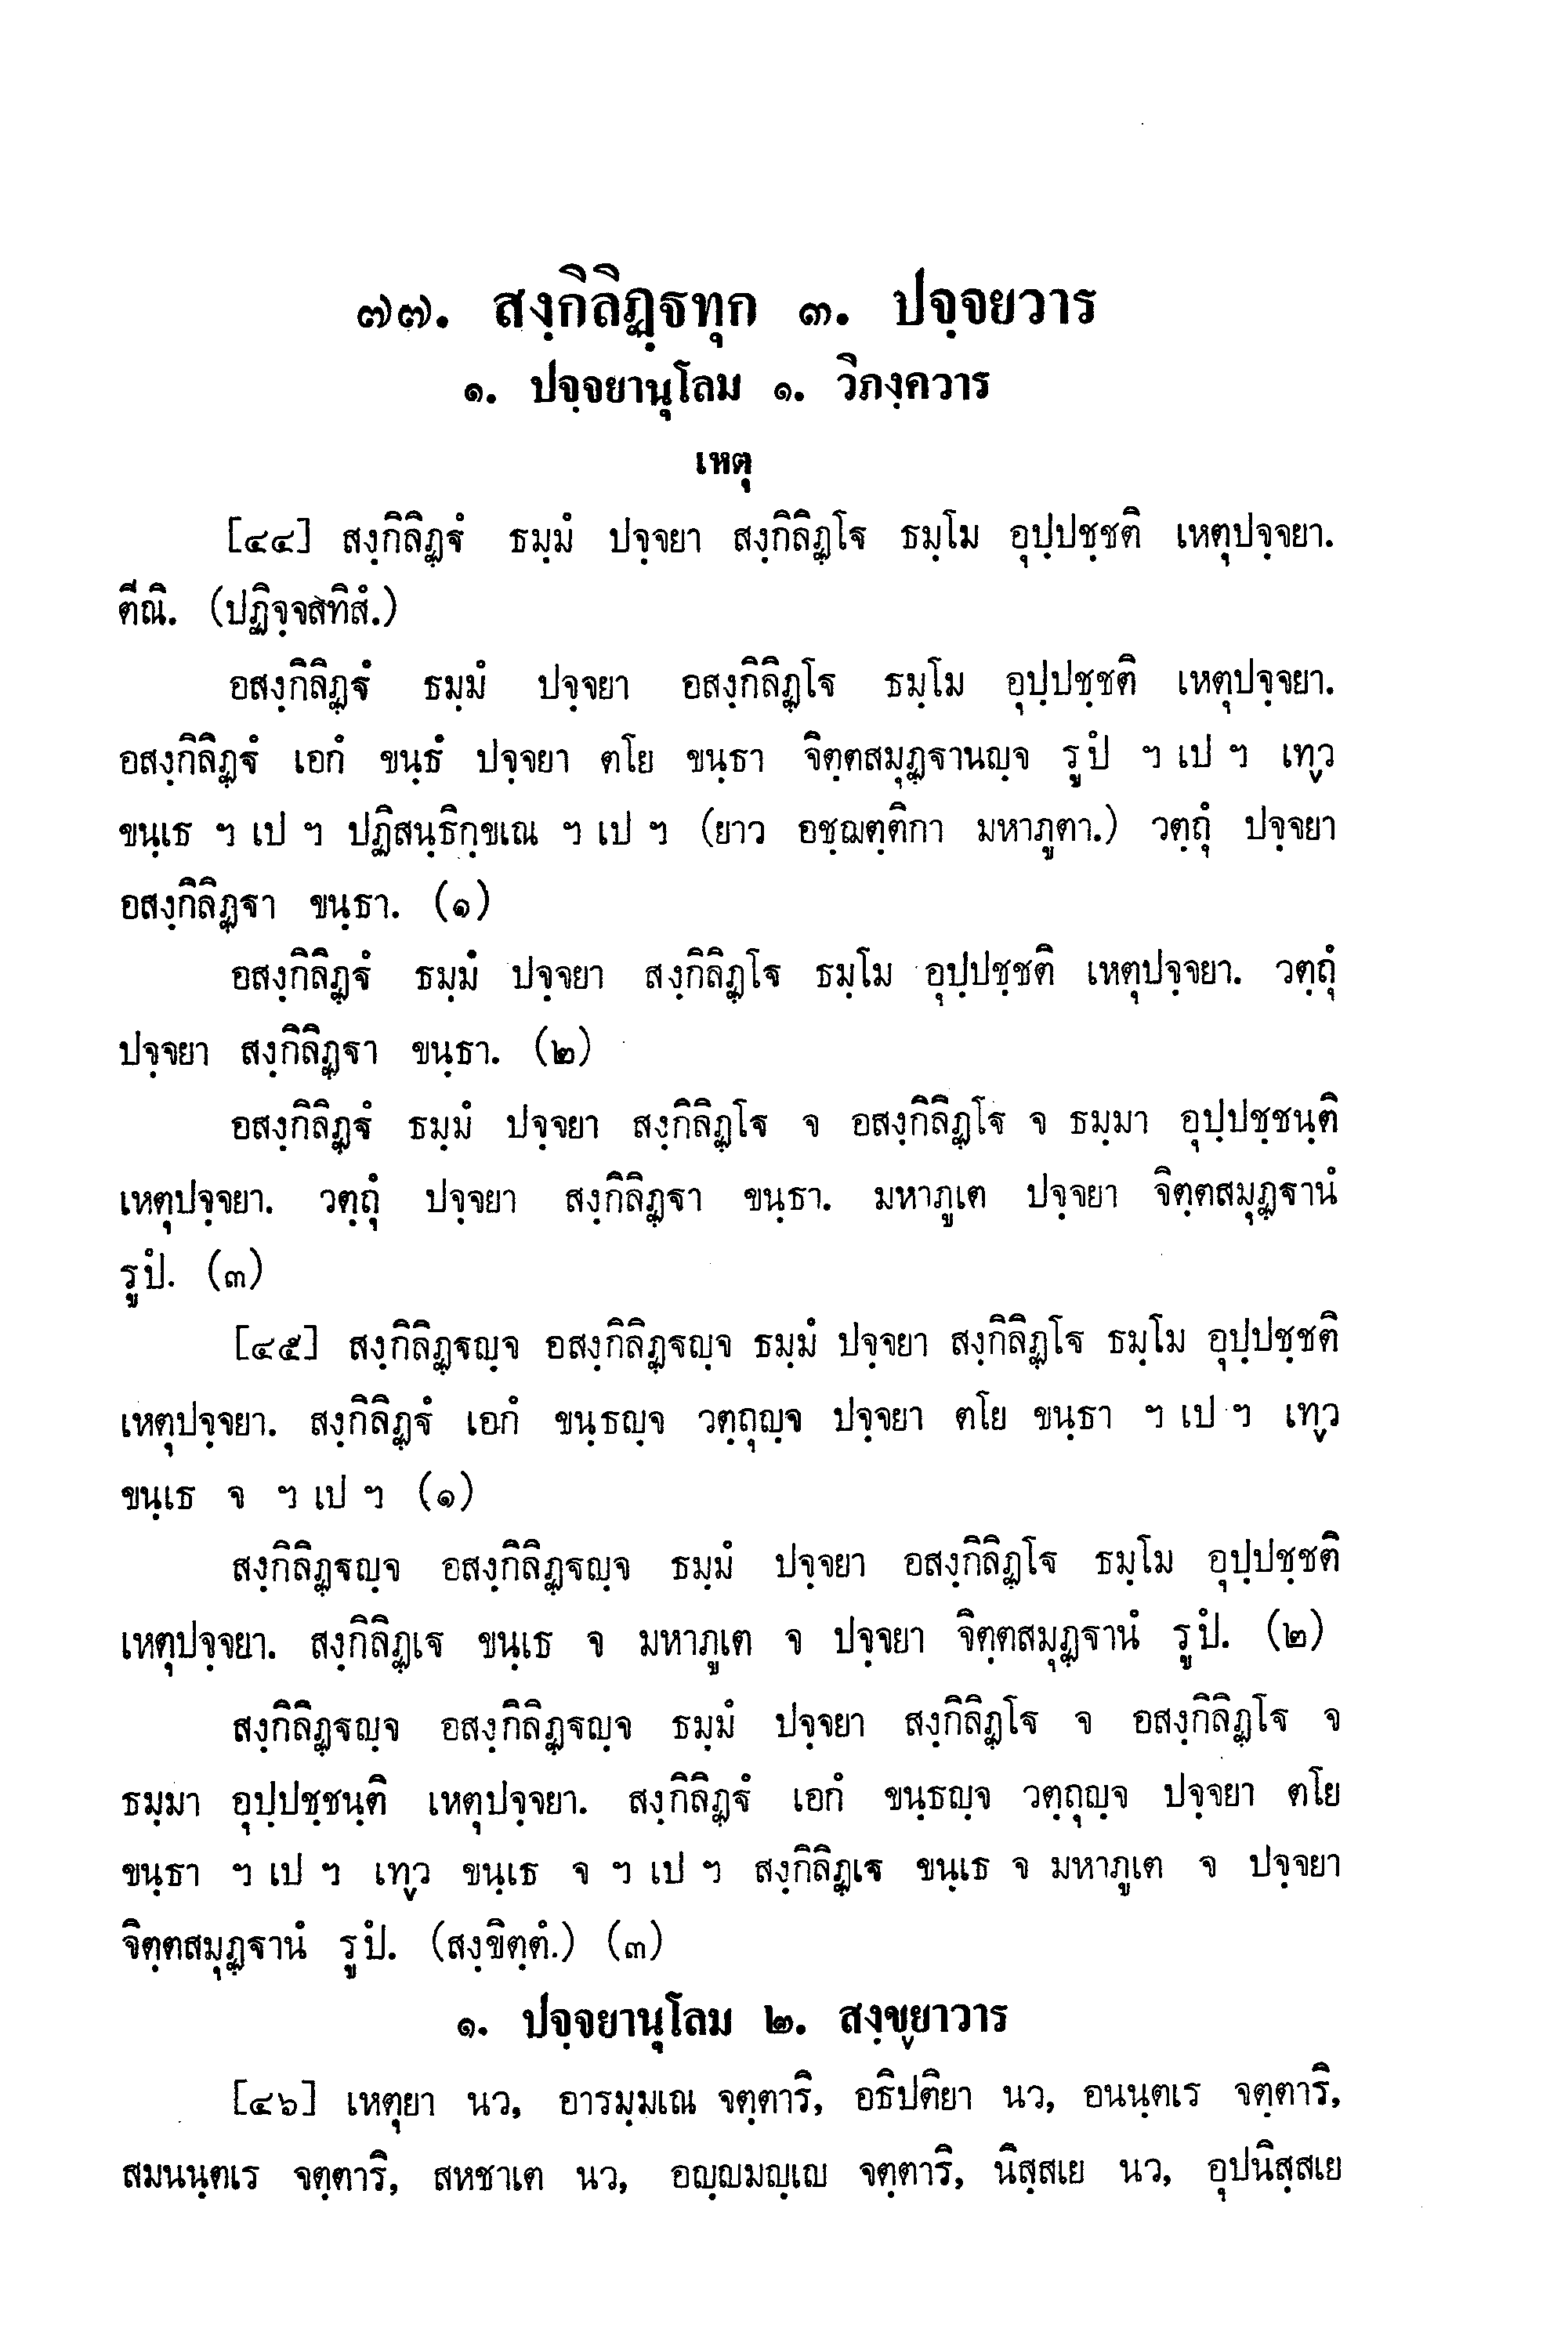 ๗๗. สงฺกิลิฏฺฐทุก ๓. ปจฺจยวาร
๑. ปจฺจยานุโลม ๑. วิภงฺควาร
เหตุ
[๔๔] สงฺกิลิฏฺฐํ ธมฺมํ ปจฺจยา สงฺกิลิฏฺโฐ ธมฺโม อุปฺปชฺชติ เหตุปจฺจยา.
ตีณิ. (ปฏิจฺจสทิสํ.)
อสงฺกิลิฏฺฐํ ธมฺมํ ปจฺจยา อสงฺกิลิฏฺโฐ ธมฺโม อุปฺปชฺชติ เหตุปจฺจยา.
อสงฺกิลิฏฺฐํ เอกํ ขนฺธํ ปจฺจยา ตโย ขนฺธา จิตฺตสมุฏฺฐานญฺจ รูปํ ฯ เป ฯ เทฺว
ขนฺเธ ฯ เป ฯ ปฏิสนฺธิกฺขเณ ฯ เป ฯ (ยาว อชฺฌตฺติกา มหาภูตา.) วตฺถุํ ปจฺจยา
อสงฺกิลิฏฺฐา ขนฺธา. (๑)
อสงฺกิลิฏฺฐํ ธมฺมํ ปจฺจยา สงฺกิลิฏฺโฐ ธมฺโม อุปฺปชฺชติ เหตุปจฺจยา. วตฺถุํ
ปจฺจยา สงฺกิลิฏฺฐา ขนฺธา. (๒)
อสงฺกิลิฏฺฐํ ธมฺมํ ปจฺจยา สงฺกิลิฏฺโฐ จ อสงฺกิลิฏฺโฐ จ ธมฺมา อุปฺปชฺชนฺติ
เหตุปจฺจยา. วตฺถุํ ปจฺจยา สงฺกิลิฏฺฐา ขนฺธา. มหาภูเต ปจฺจยา จิตฺตสมุฏฺฐานํ
รูปํ. (๓)
[๔๕] สงฺกิลิฏฺฐญฺจ อสงฺกิลิฏฺฐญฺจ ธมฺมํ ปจฺจยา สงฺกิลิฏฺโฐ ธมฺโม อุปฺปชฺชติ
เหตุปจฺจยา. สงฺกิลิฏฺฐํ เอกํ ขนฺธญฺจ วตฺถุญฺจ ปจฺจยา ตโย ขนฺธา ฯ เป ฯ เทฺว
ขนฺเธ จ ฯ เป ฯ (๑)
สงฺกิลิฏฺฐญฺจ อสงฺกิลิฏฺฐญฺจ ธมฺมํ ปจฺจยา อสงฺกิลิฏฺโฐ ธมฺโม อุปฺปชฺชติ
เหตุปจฺจยา. สงฺกิลิฏฺเฐ ขนฺเธ จ มหาภูเต จ ปจฺจยา จิตฺตสมุฏฺฐานํ รูปํ. (๒)
สงฺกิลิฏฺฐญฺจ อสงฺกิลิฏฺฐญฺจ ธมฺมํ ปจฺจยา สงฺกิลิฏฺโฐ จ อสงฺกิลิฏฺโฐ จ
ธมฺมา อุปฺปชฺชนฺติ เหตุปจฺจยา. สงฺกิลิฏฺฐํ เอกํ ขนฺธญฺจ วตฺถุญฺจ ปจฺจยา ตโย
ขนฺธา ฯ เป ฯ เทฺว ขนฺเธ จ ฯ เป ฯ สงฺกิลิฏฺเฐ ขนฺเธ จ มหาภูเต จ ปจฺจยา
จิตฺตสมุฏฺฐานํ รูปํ. (สงฺขิตฺตํ.) (๓)
๑. ปจฺจยานุโลม ๒. สงฺขฺยาวาร
[๔๖] เหตุยา นว, อารมฺมเณ จตฺตาริ, อธิปติยา นว, อนนฺตเร จตฺตาริ,
สมนนฺตเร จตฺตาริ, สหชาเต นว, อญฺญมญฺเญ จตฺตาริ, นิสฺสเย นว, อุปนิสฺสเย